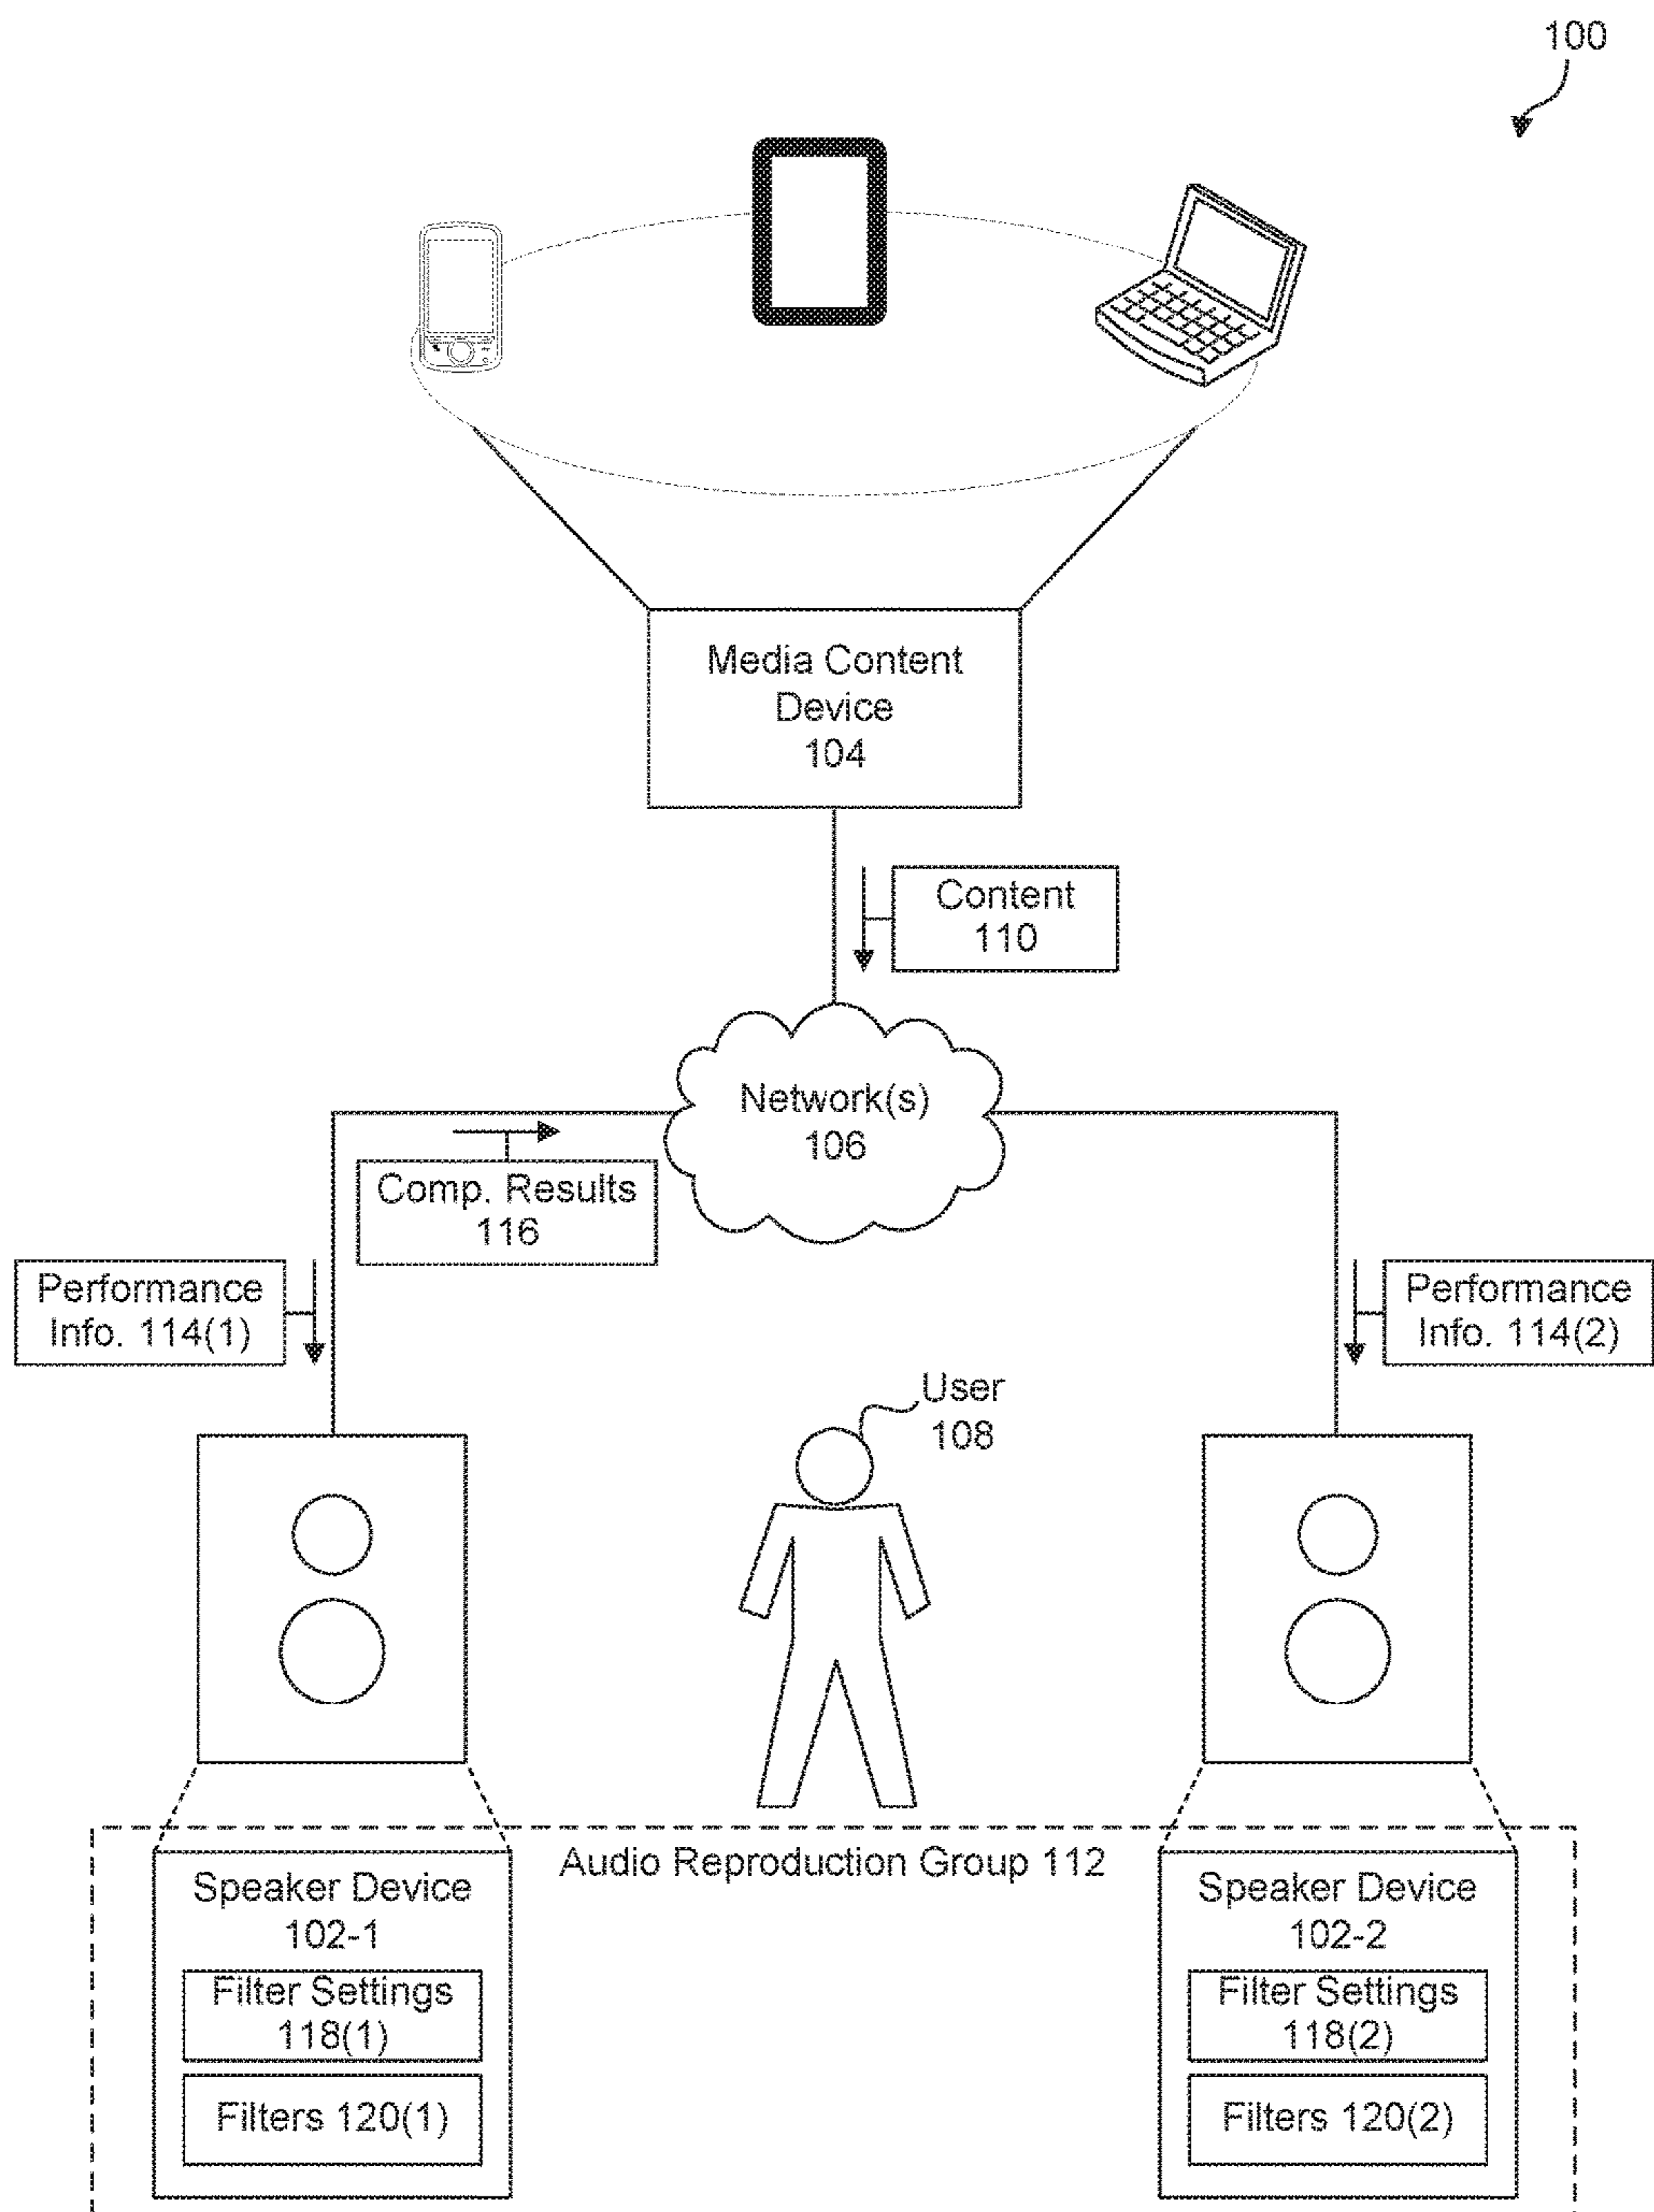 100
Media Content
Device
104
Content
110
Network(s)
106
Comp. Results
116
Performance
Info. 114(1)
Performance
Info. 114(2)
User
108
Audio Reproduction Group 112
Speaker Device
102-1
Filter Settings
118(1)
Filters 120(1)
Speaker Device
102-2
Filter Settings
118(2)
Filters 120(2)